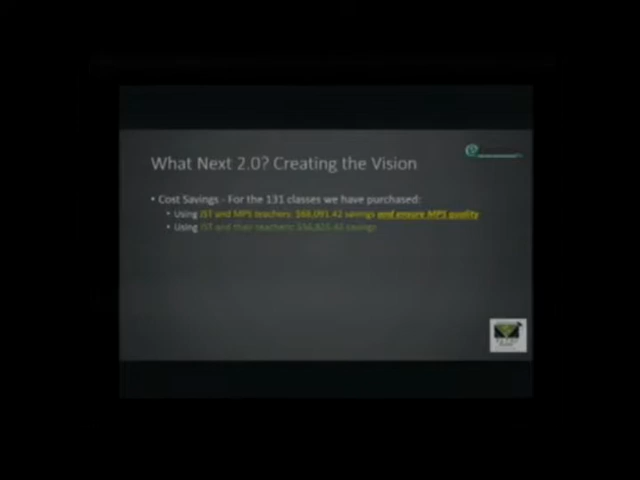 What Next 2.0? Creating the Vision
• Cost Savings - For the 131 classes we have purchased:
• Using JST and MPS teachers: $68,091.42 savings and ensure MPS quality
• Using JST and their teachers: savings